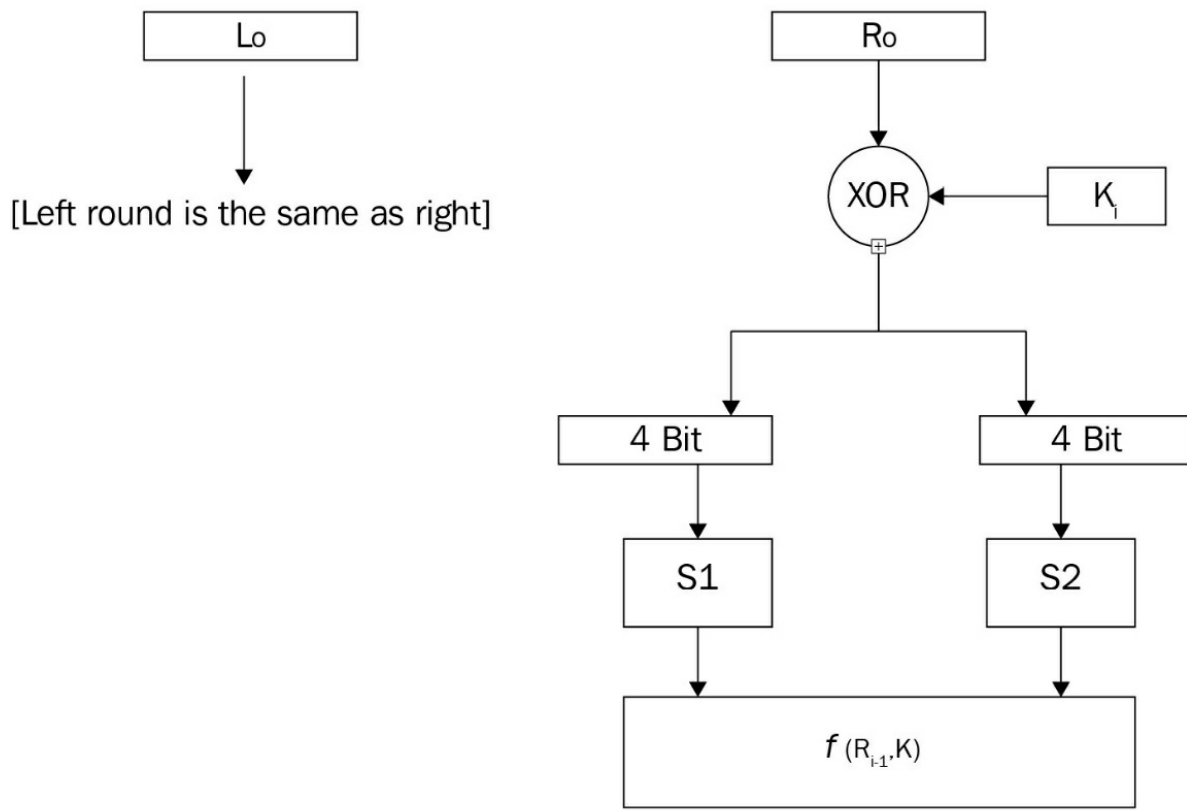 Lo
Ro
XOR
Ki
+
[Left round is the same as right]
4 Bit
4 Bit
S1
S2
f (Ri-1,K)